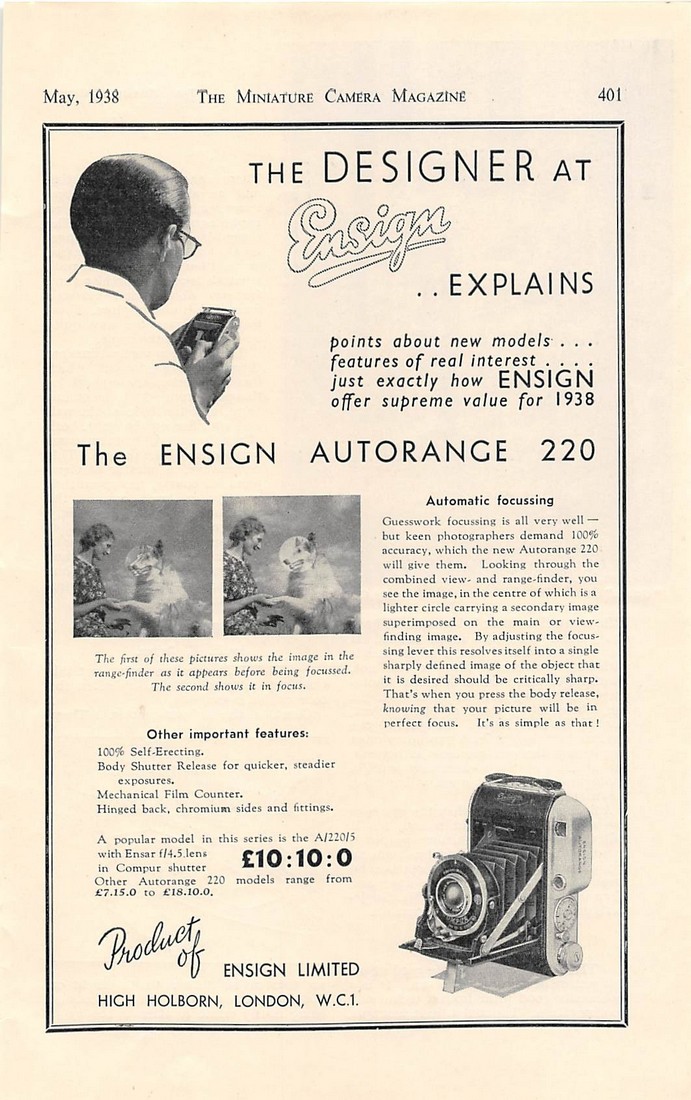 May, 1938 THE MINIATURE CAMERA MAGAZINE 401
THE DESIGNER AT
Ensign
. . EXPLAINS
points about new models . . .
features of real interest . . . .
just exactly how ENSIGN
offer supreme value for 1938
The ENSIGN AUTORANGE 220
Automatic focussing
Guesswork focussing is all very well —
but keen photographers demand 100%
accuracy, which the new Autorange 220
will give them. Looking through the
combined view- and range-finder, you
see the image, in the centre of which is a
lighter circle carrying a secondary image
superimposed on the main or view-
finding image. By adjusting the focus-
sing lever this resolves itself into a single
sharply defined image of the object that
it is desired should be critically sharp.
That's when you press the body release,
knowing that your picture will be in
perfect focus. It's as simple as that !
The first of these pictures shows the image in the
range-finder as it appears before being focussed.
The second shows it in focus.
Other important features:
100% Self-Erecting.
Body Shutter Release for quicker, steadier
exposures.
Mechanical Film Counter.
Hinged back, chromium sides and fittings.
A popular model in this series is the A/220/5
with Ensar f/4.5 lens
in Compur shutter
£10:10:0
Other Autorange 220 models range from
£7.15.0 to £18.10.0.
Product
of
ENSIGN LIMITED
HIGH HOLBORN, LONDON, W.C.1.